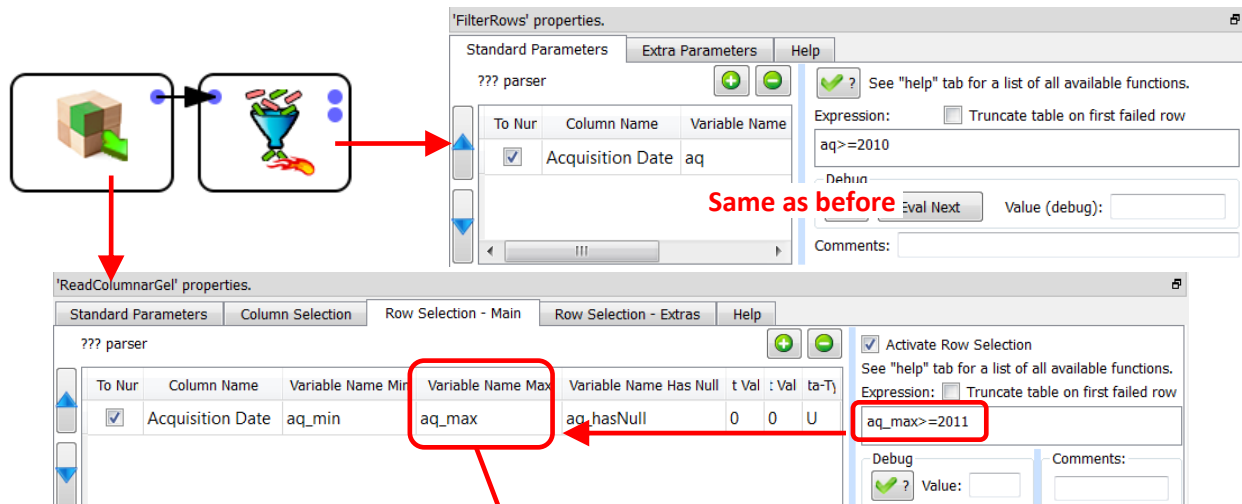 'FilterRows' properties.
Standard Parameters Extra Parameters Help
??? parser
? See "help" tab for a list of all available functions.
To Nur Column Name Variable Name
Expression: Truncate table on first failed row
Acquisition Date aq
aq>=2010
Debug
Same as before
Eval Next Value (debug):
Comments:
'ReadColumnarGel' properties.
Standard Parameters Column Selection Row Selection - Main Row Selection - Extras Help
??? parser
Activate Row Selection
See "help" tab for a list of all available functions.
To Nur Column Name Variable Name Min Variable Name Max Variable Name Has Null t Val : Val ta-Ty
Expression: Truncate table on first failed row
Acquisition Date aq_min aq_max aq_hasNull 0 0 U
aq_max>=2011
Debug Comments:
? Value: